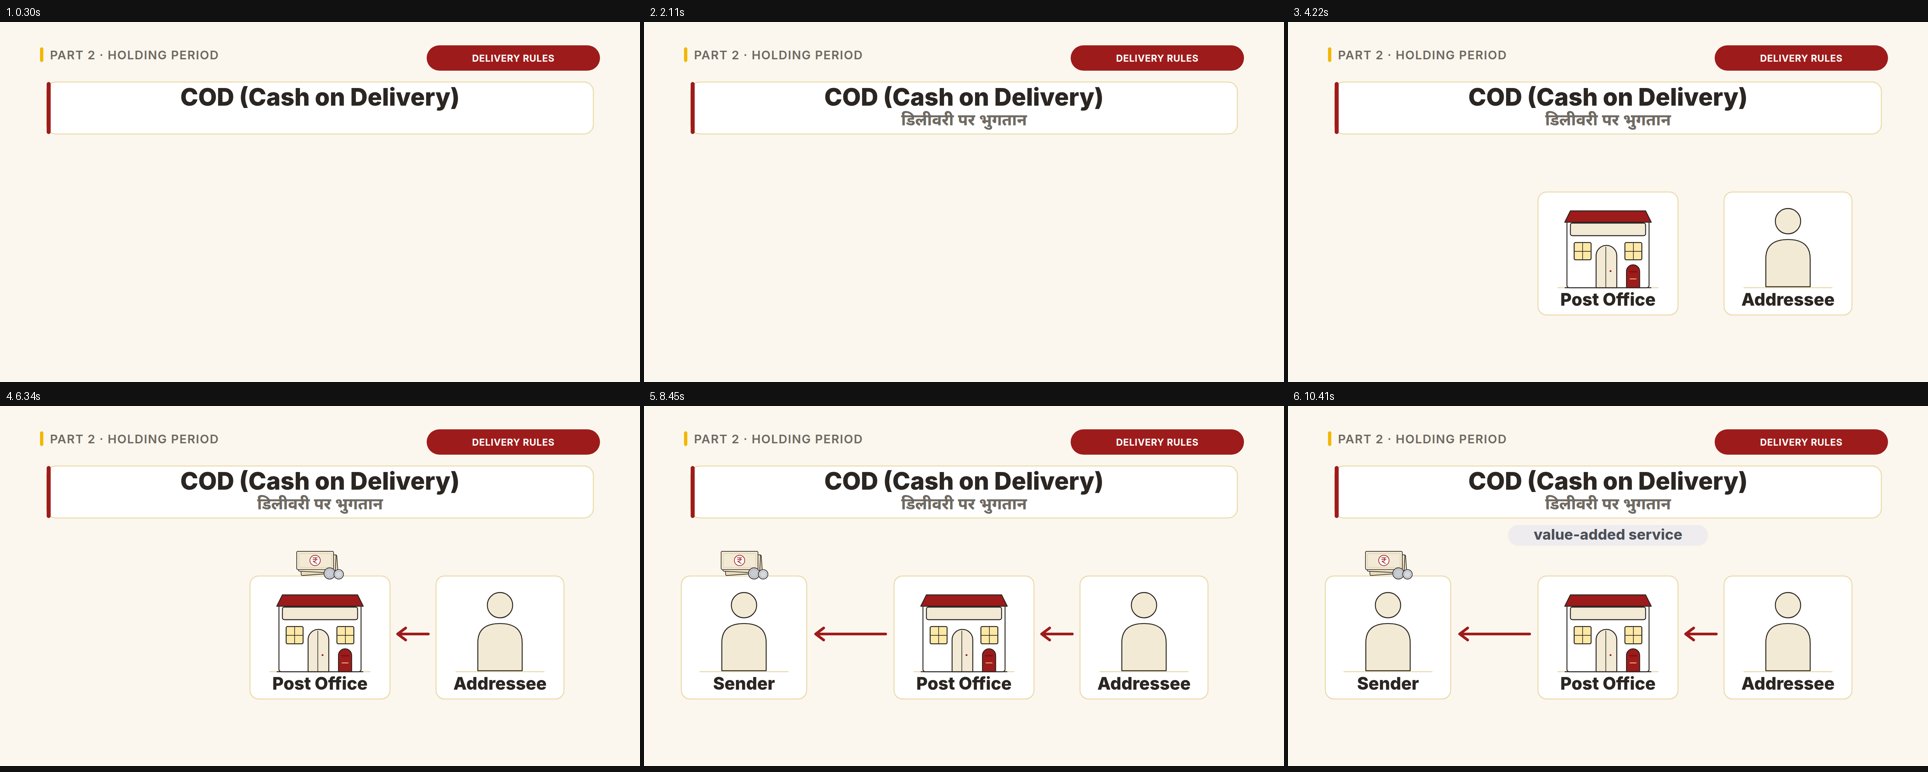 1. 0.30s
PART 2 · HOLDING PERIOD
DELIVERY RULES
COD (Cash on Delivery)
2. 2.11s
PART 2 · HOLDING PERIOD
DELIVERY RULES
COD (Cash on Delivery)
डिलीवरी पर भुगतान
3. 4.22s
PART 2 · HOLDING PERIOD
DELIVERY RULES
COD (Cash on Delivery)
डिलीवरी पर भुगतान
Post Office
Addressee
4. 6.34s
PART 2 · HOLDING PERIOD
DELIVERY RULES
COD (Cash on Delivery)
डिलीवरी पर भुगतान
₹
Post Office
Addressee
5. 8.45s
PART 2 · HOLDING PERIOD
DELIVERY RULES
COD (Cash on Delivery)
डिलीवरी पर भुगतान
₹
Sender
Post Office
Addressee
6. 10.41s
PART 2 · HOLDING PERIOD
DELIVERY RULES
COD (Cash on Delivery)
डिलीवरी पर भुगतान
value-added service
₹
Sender
Post Office
Addressee